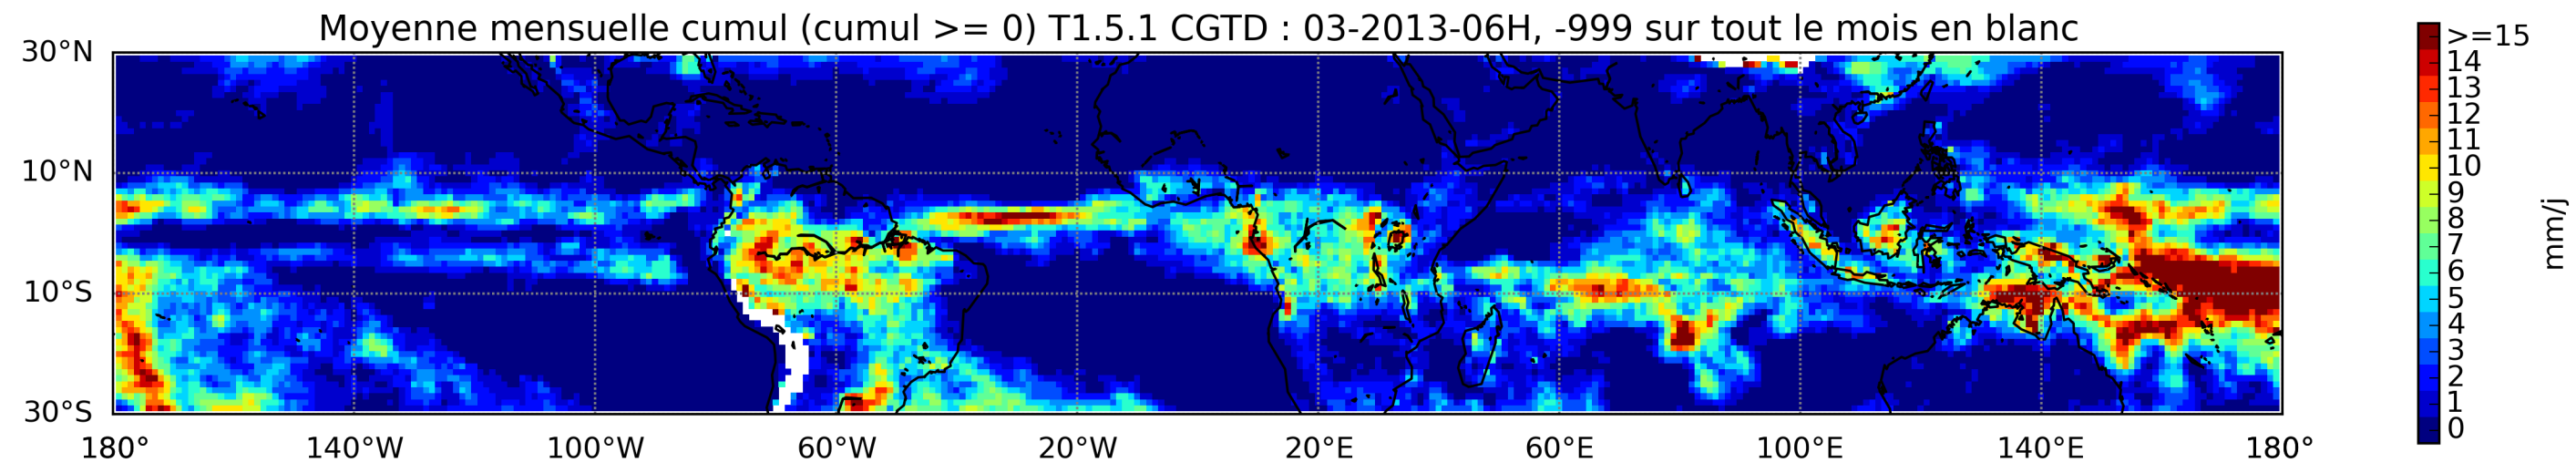 Moyenne mensuelle cumul (cumul >= 0) T1.5.1 CGTD : 03-2013-06H, -999 sur tout le mois en blanc
30°N
10°N
10°S
30°S
180° 140°W 100°W 60°W 20°W 20°E 60°E 100°E 140°E 180°
>=15
14
13
12
11
10
9
8
7
6
5
4
3
2
1
0
mm/j